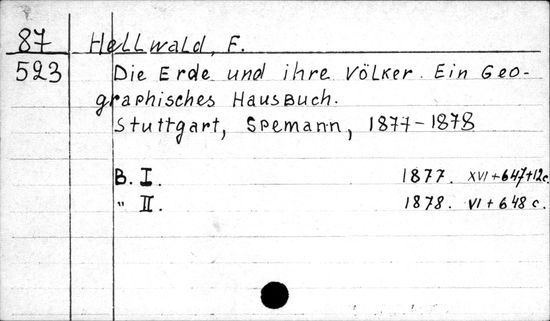 87 Hellwald, F.
523 Die Erde und ihre Völker. Ein Geo-
graphisches Hausbuch.
Stuttgart, Spemann, 1877-1878
B. I. 1877. XVI+647+12c.
" II. 1878. VI+648 c.